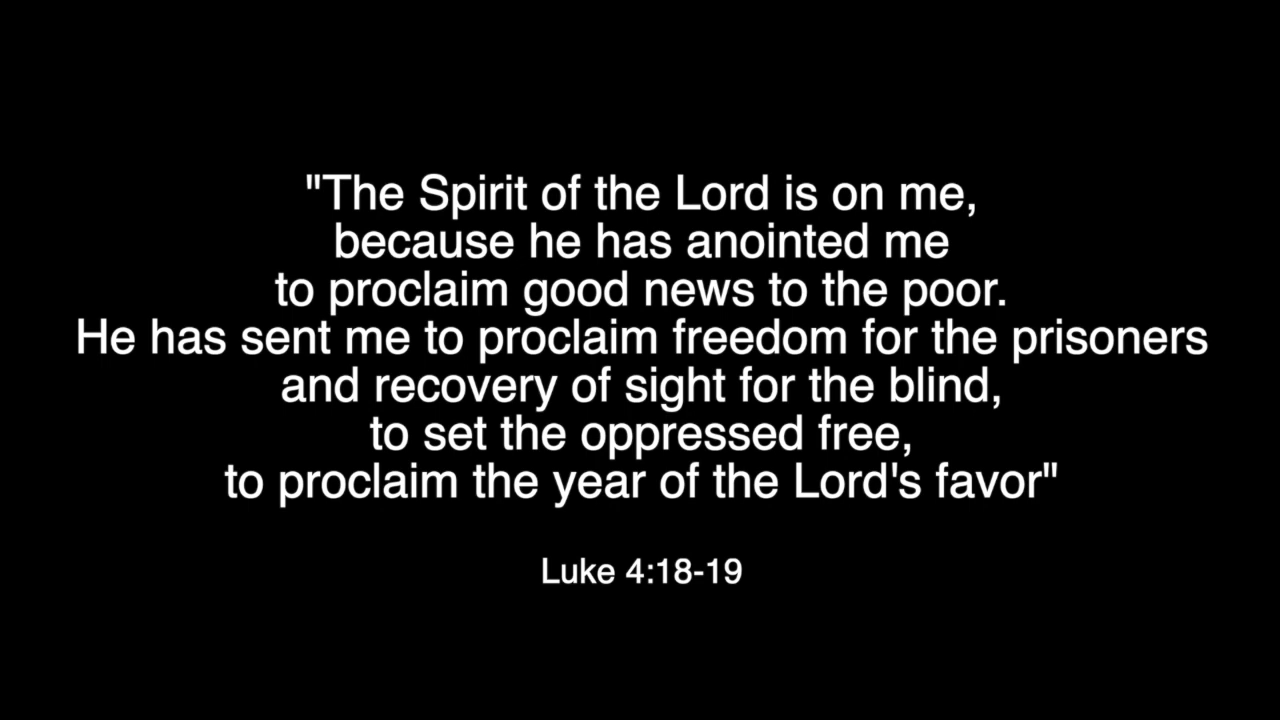 "The Spirit of the Lord is on me,
because he has anointed me
to proclaim good news to the poor.
He has sent me to proclaim freedom for the prisoners
and recovery of sight for the blind,
to set the oppressed free,
to proclaim the year of the Lord's favor"
Luke 4:18-19